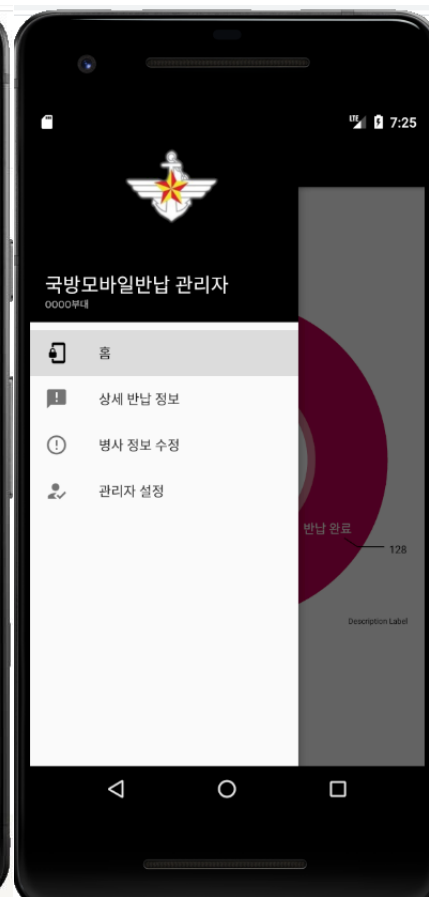 LTE 7:25
국방모바일반납 관리자
0000부대
홈
상세 반납 정보
병사 정보 수정
관리자 설정
반납 완료
128
Description Label